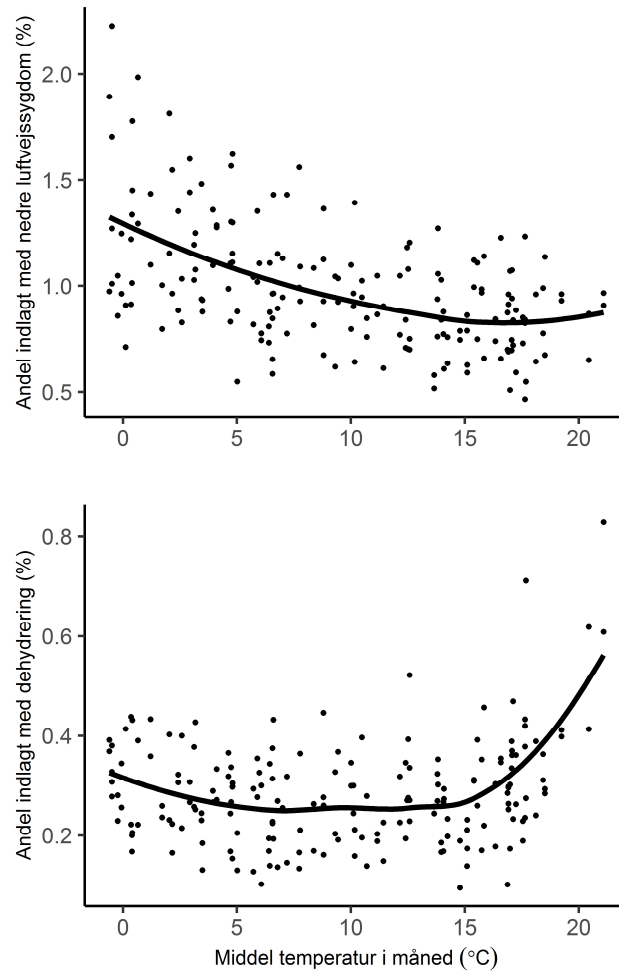 Andel indlagt med nedre luftvejssygdom (%)
2.0
1.5
1.0
0.5
0 5 10 15 20
Andel indlagt med dehydrering (%)
0.8
0.6
0.4
0.2
0 5 10 15 20
Middel temperatur i måned (°C)